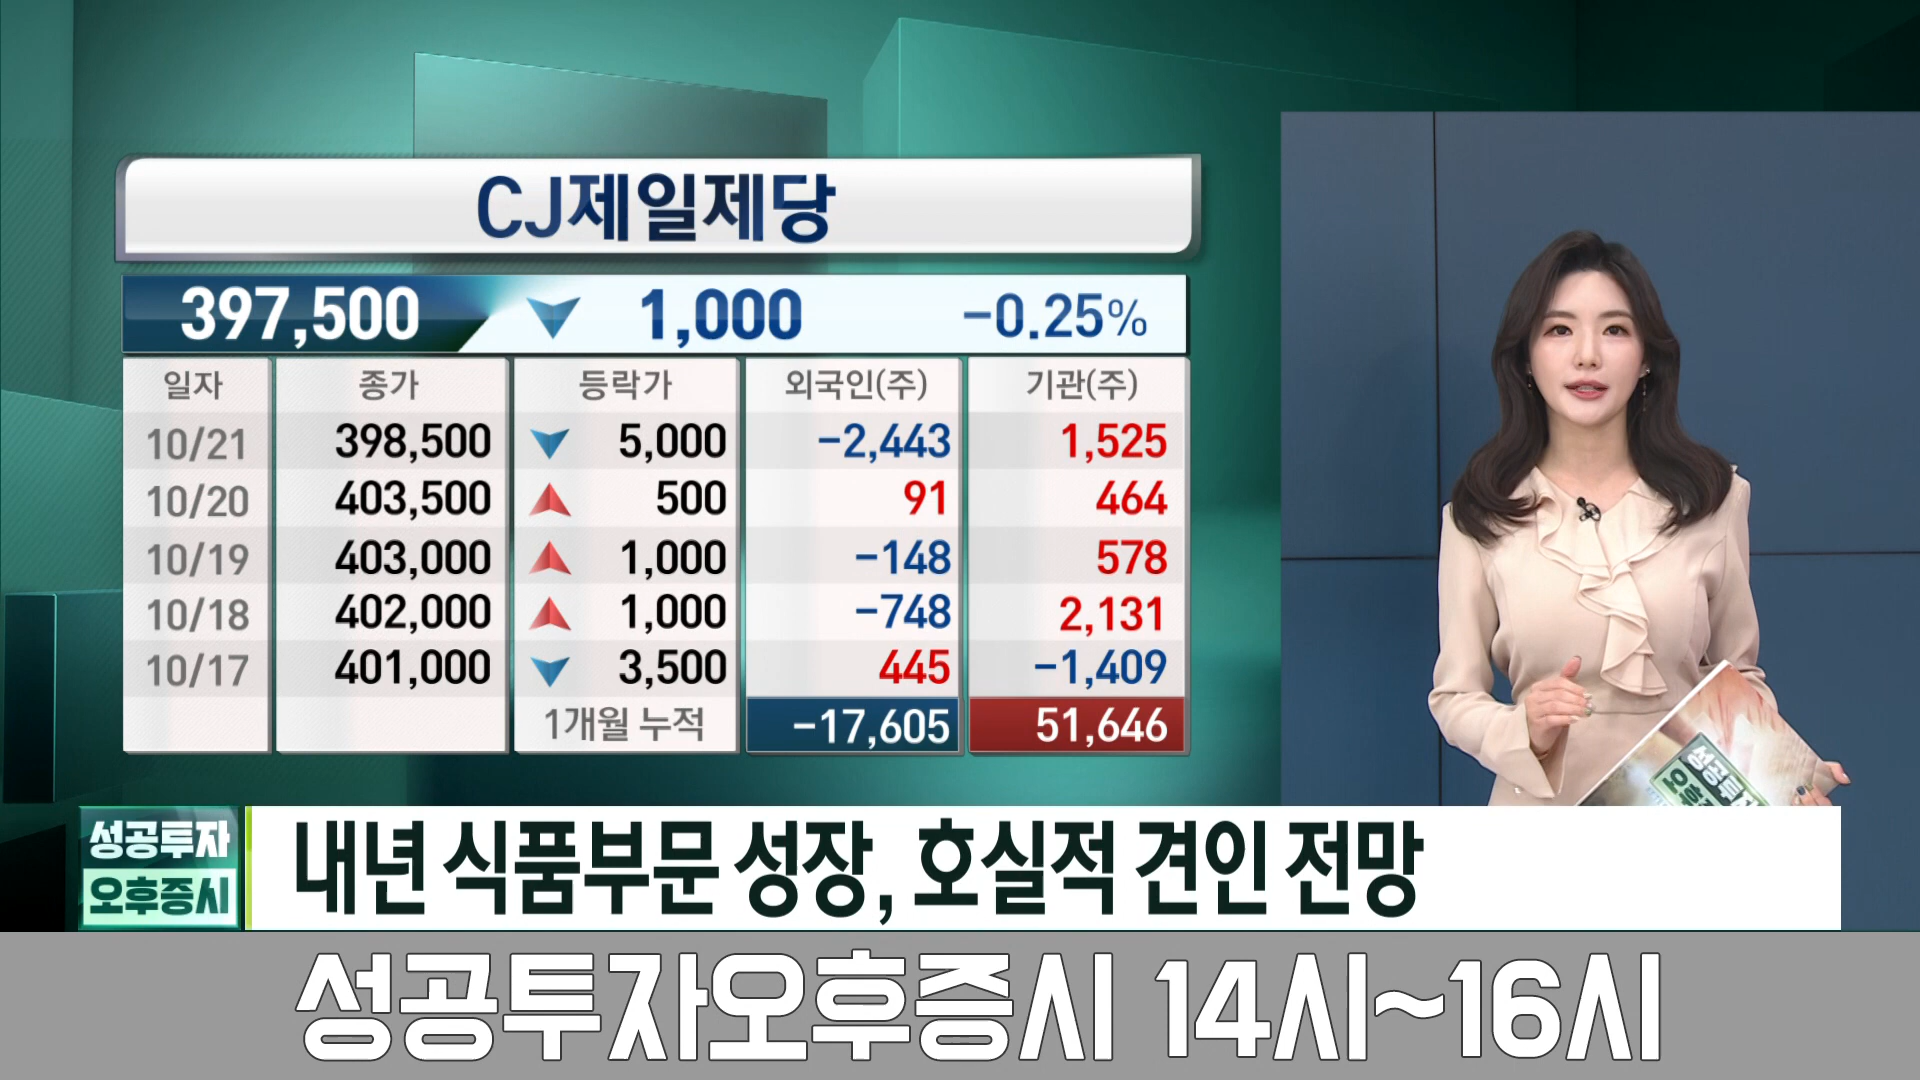 CJ제일제당
397,500 ▼ 1,000 -0.25%
일자 종가 등락가 외국인(주) 기관(주)
10/21 398,500 ▼ 5,000 -2,443 1,525
10/20 403,500 ▲ 500 91 464
10/19 403,000 ▲ 1,000 -148 578
10/18 402,000 ▲ 1,000 -748 2,131
10/17 401,000 ▼ 3,500 445 -1,409
1개월 누적 -17,605 51,646
성공투자
오후증시
내년 식품부문 성장, 호실적 견인 전망
성공투자오후증시 14시~16시
성공투자